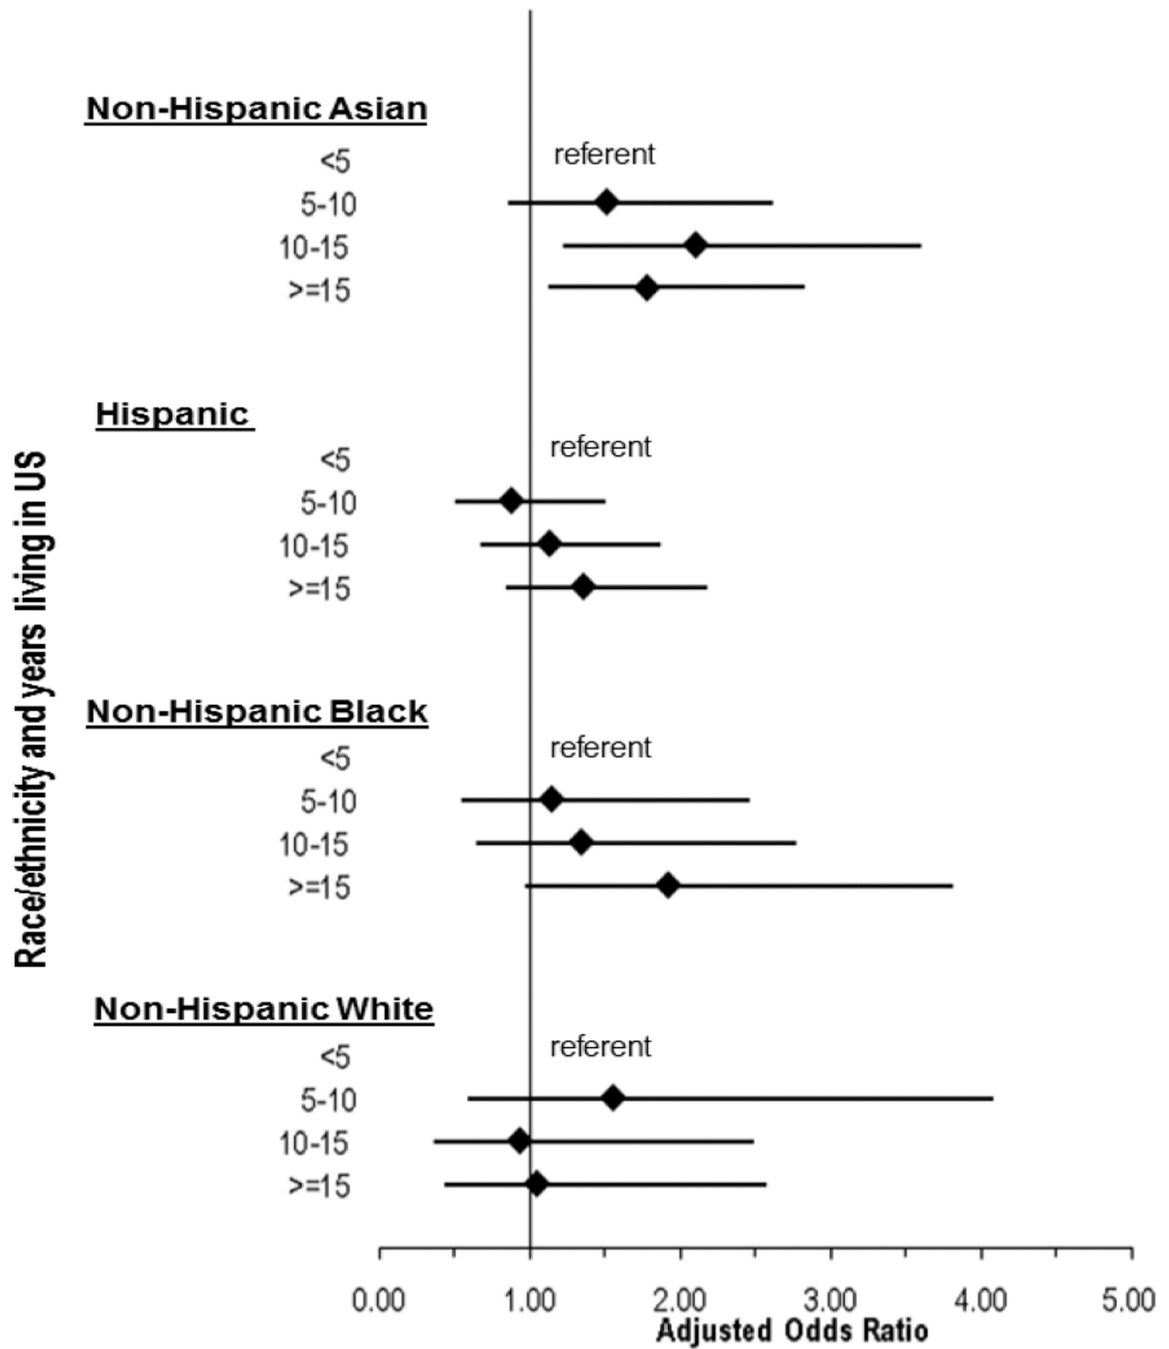 Non-Hispanic Asian
<5 referent
5-10
10-15
>=15
Hispanic
<5 referent
5-10
10-15
>=15
Non-Hispanic Black
<5 referent
5-10
10-15
>=15
Non-Hispanic White
<5 referent
5-10
10-15
>=15
Race/ethnicity and years living in US
0.00 1.00 2.00 3.00 4.00 5.00
Adjusted Odds Ratio